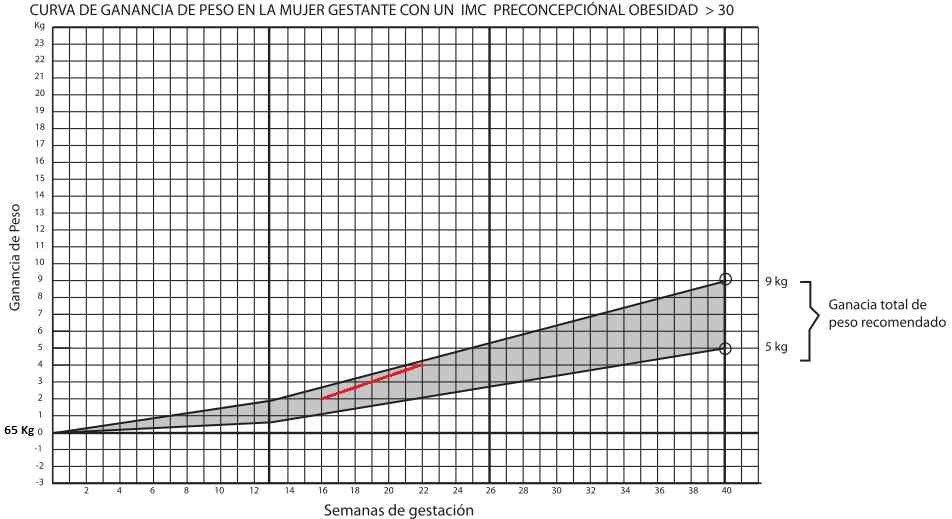 CURVA DE GANANCIA DE PESO EN LA MUJER GESTANTE CON UN IMC PRECONCEPCIÓNAL OBESIDAD > 30
Kg
23
22
21
20
19
18
17
16
15
14
13
12
11
10
9
8
7
6
5
4
3
2
1
65 Kg 0
-1
-2
-3
Ganancia de Peso
2 4 6 8 10 12 14 16 18 20 22 24 26 28 30 32 34 36 38 40
Semanas de gestación
9 kg
5 kg
Ganacia total de
peso recomendado